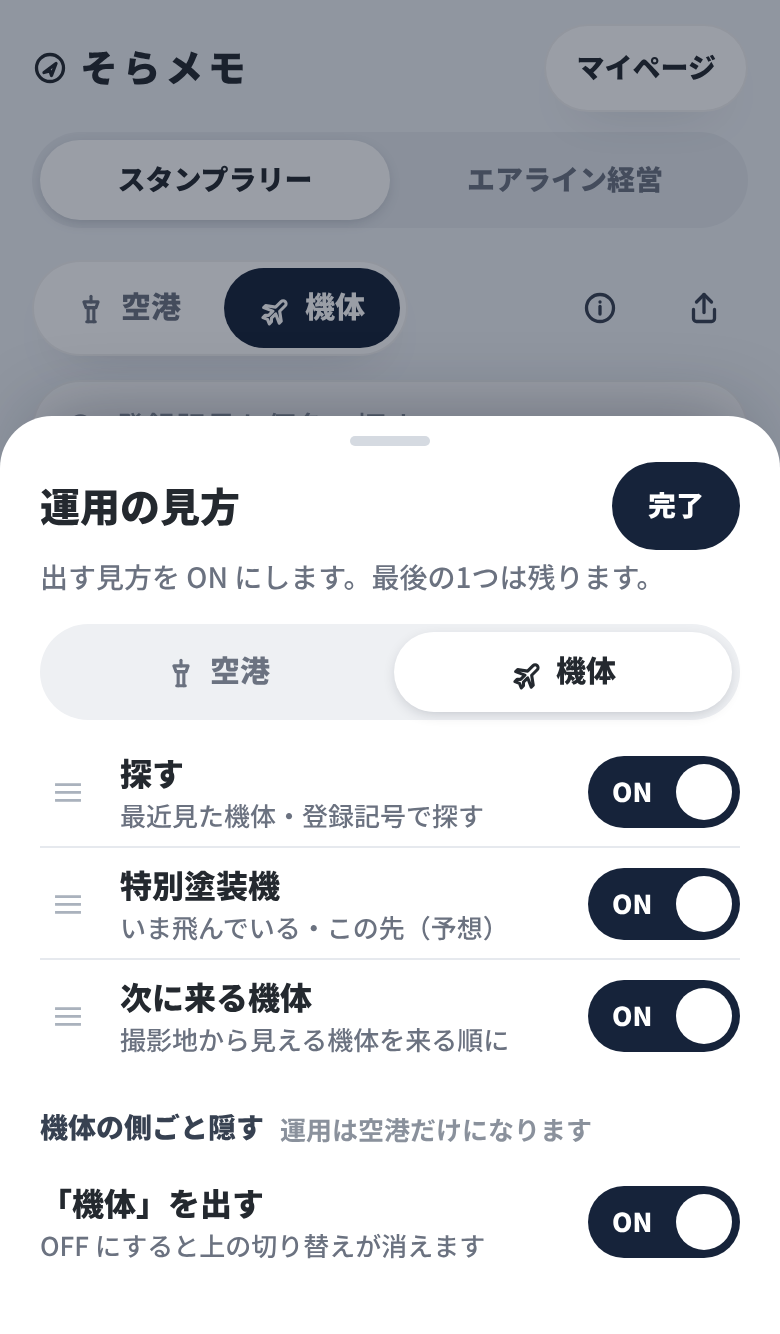 そらメモ
マイページ
スタンプラリー
エアライン経営
空港
機体
運用の見方
完了
出す見方を ON にします。最後の1つは残ります。
空港
機体
探す
最近見た機体・登録記号で探す
ON
特別塗装機
いま飛んでいる・この先（予想）
ON
次に来る機体
撮影地から見える機体を来る順に
ON
機体の側ごと隠す 運用は空港だけになります
「機体」を出す
OFF にすると上の切り替えが消えます
ON